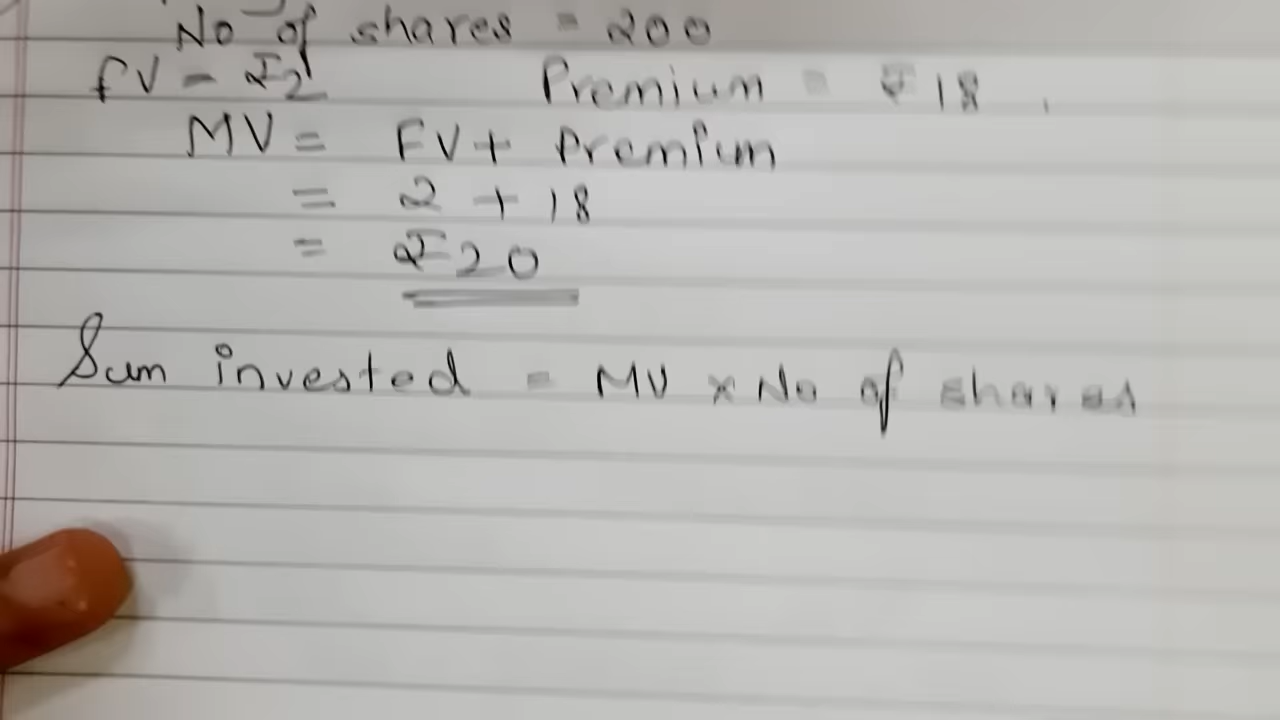 No of shares = 200
FV = ₹2 Premium = ₹18
MV = FV + Premium
= 2 + 18
= ₹20
Sum invested = MV × No of shares